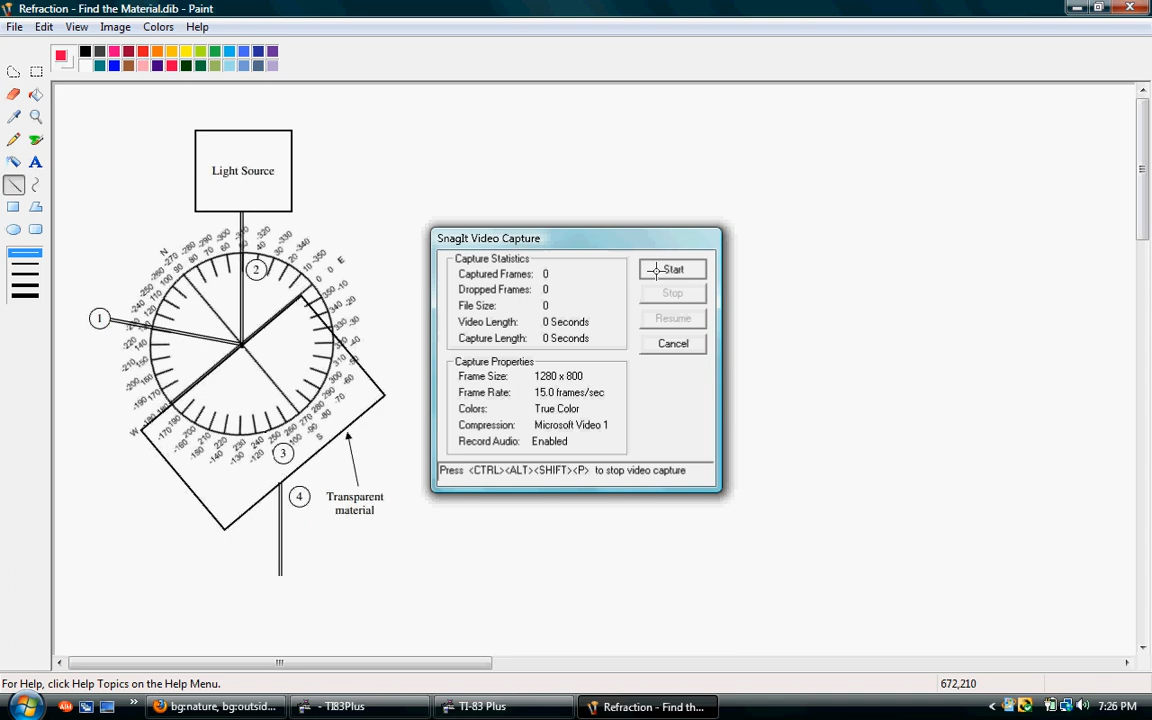 Refraction - Find the Material.dib - Paint
File Edit View Image Colors Help
Light Source
SnagIt Video Capture
Capture Statistics
Captured Frames: 0
Dropped Frames: 0
File Size: 0
Video Length: 0 Seconds
Capture Length: 0 Seconds
Start
Stop
Resume
Cancel
Capture Properties
Frame Size: 1280 x 800
Frame Rate: 15.0 frames/sec
Colors: True Color
Compression: Microsoft Video 1
Record Audio: Enabled
Press <CTRL><ALT><SHIFT><P> to stop video capture
N
E
W
S
1
2
3
4
Transparent
material
For Help, click Help Topics on the Help Menu.
672,210
bg:nature, bg:outsid...
- TI83Plus
TI-83 Plus
Refraction - Find th...
7:26 PM